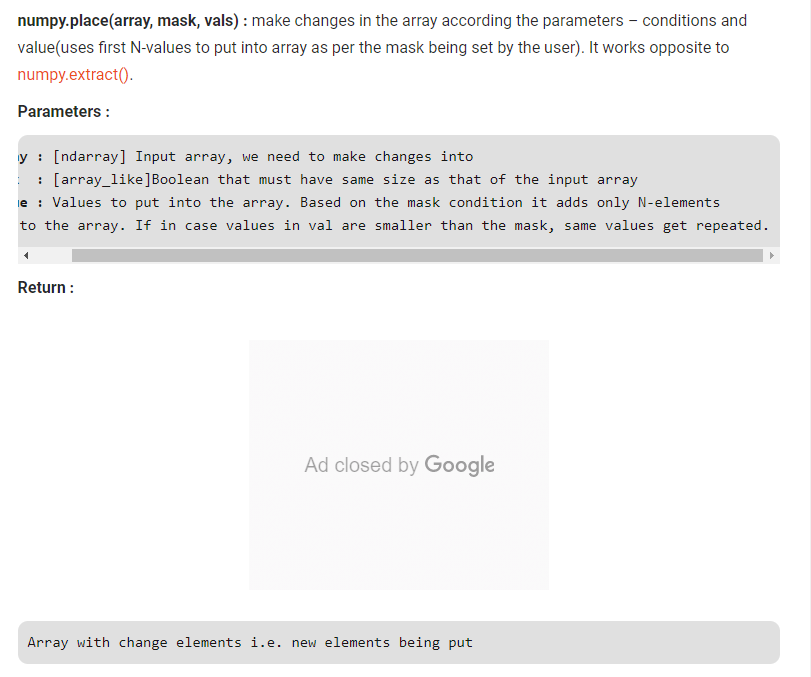 numpy.place(array, mask, vals) : make changes in the array according the parameters – conditions and
value(uses first N-values to put into array as per the mask being set by the user). It works opposite to
numpy.extract().
Parameters :
y : [ndarray] Input array, we need to make changes into
: [array_like]Boolean that must have same size as that of the input array
e : Values to put into the array. Based on the mask condition it adds only N-elements
to the array. If in case values in val are smaller than the mask, same values get repeated.
Return :
Ad closed by Google
Array with change elements i.e. new elements being put